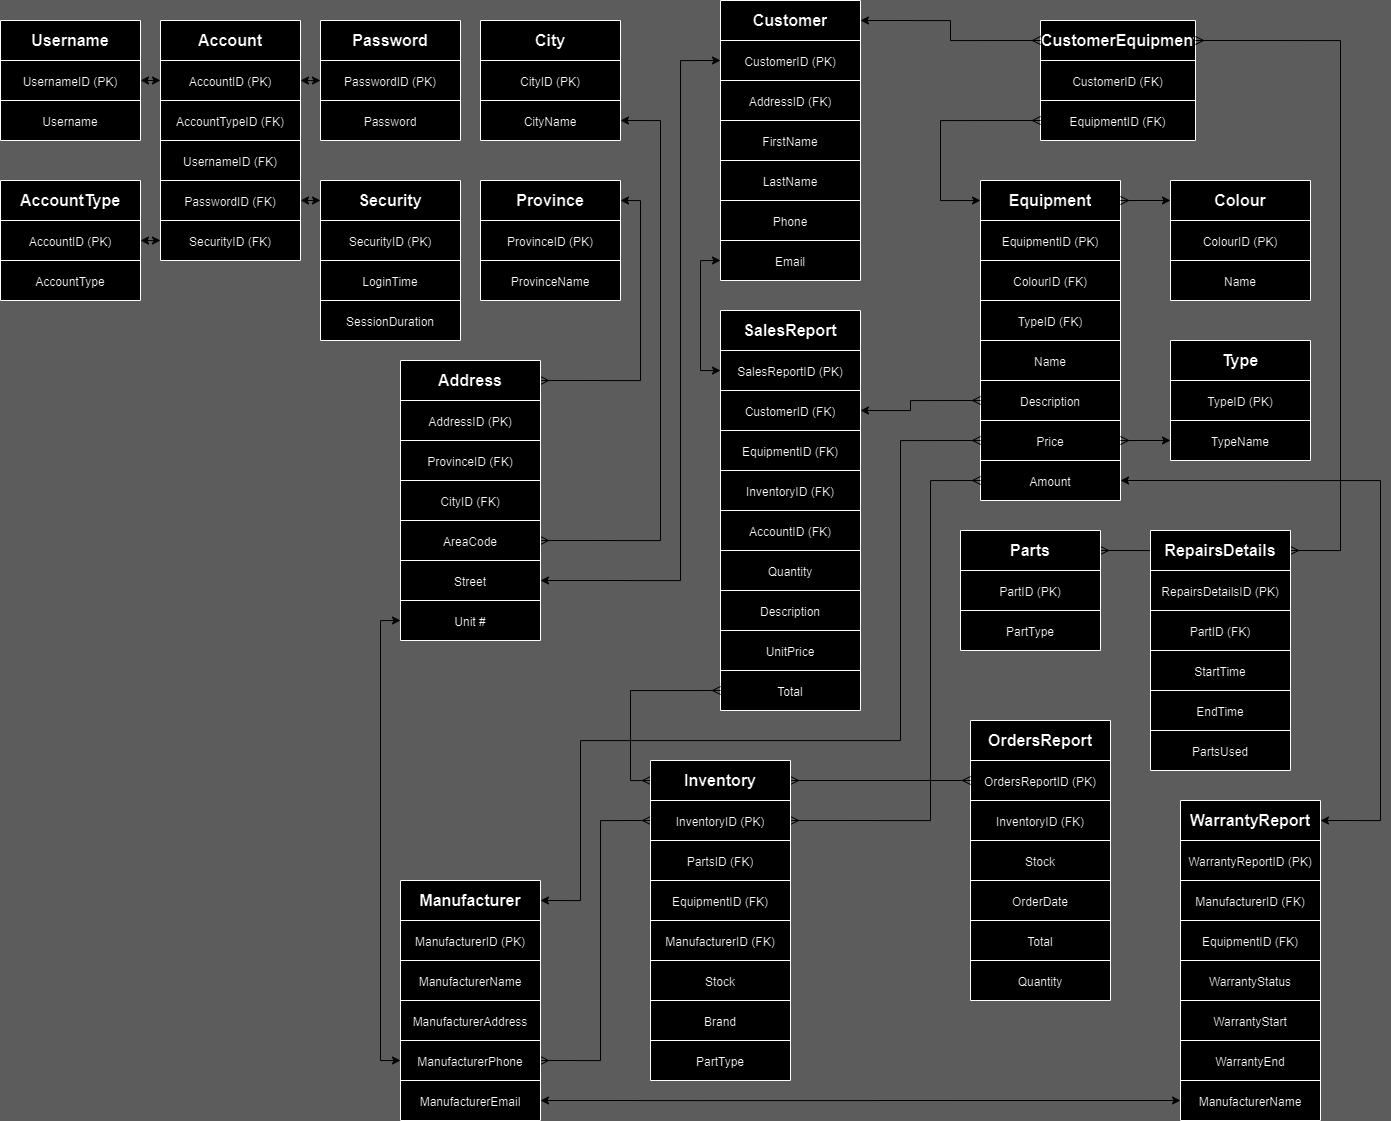 Username
UsernameID (PK)
Username
Account
AccountID (PK)
AccountTypeID (FK)
UsernameID (FK)
PasswordID (FK)
SecurityID (FK)
Password
PasswordID (PK)
Password
City
CityID (PK)
CityName
AccountType
AccountID (PK)
AccountType
Security
SecurityID (PK)
LoginTime
SessionDuration
Province
ProvinceID (PK)
ProvinceName
Customer
CustomerID (PK)
AddressID (FK)
FirstName
LastName
Phone
Email
CustomerEquipment
CustomerID (FK)
EquipmentID (FK)
Equipment
EquipmentID (PK)
ColourID (FK)
TypeID (FK)
Name
Description
Price
Amount
Colour
ColourID (PK)
Name
Type
TypeID (PK)
TypeName
Address
AddressID (PK)
ProvinceID (FK)
CityID (FK)
AreaCode
Street
Unit #
SalesReport
SalesReportID (PK)
CustomerID (FK)
EquipmentID (FK)
InventoryID (FK)
AccountID (FK)
Quantity
Description
UnitPrice
Total
Parts
PartID (PK)
PartType
RepairsDetails
RepairsDetailsID (PK)
PartID (FK)
StartTime
EndTime
PartsUsed
Inventory
InventoryID (PK)
PartsID (FK)
EquipmentID (FK)
ManufacturerID (FK)
Stock
Brand
PartType
OrdersReport
OrdersReportID (PK)
InventoryID (FK)
Stock
OrderDate
Total
Quantity
Manufacturer
ManufacturerID (PK)
ManufacturerName
ManufacturerAddress
ManufacturerPhone
ManufacturerEmail
WarrantyReport
WarrantyReportID (PK)
ManufacturerID (FK)
EquipmentID (FK)
WarrantyStatus
WarrantyStart
WarrantyEnd
ManufacturerName